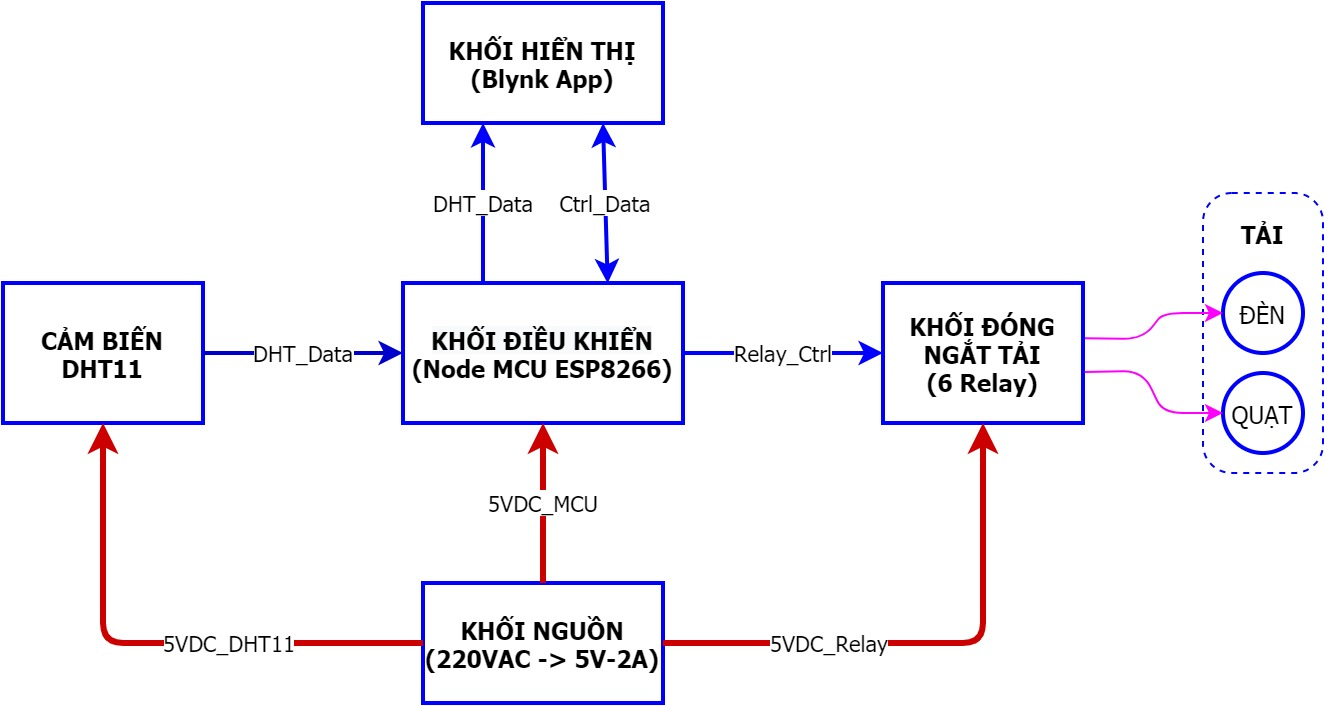 KHỐI HIỂN THỊ
(Blynk App)
DHT_Data
Ctrl_Data
TẢI
CẢM BIẾN
DHT11
DHT_Data
KHỐI ĐIỀU KHIỂN
(Node MCU ESP8266)
Relay_Ctrl
KHỐI ĐÓNG
NGẮT TẢI
(6 Relay)
ĐÈN
QUẠT
5VDC_MCU
5VDC_DHT11
KHỐI NGUỒN
(220VAC -> 5V-2A)
5VDC_Relay